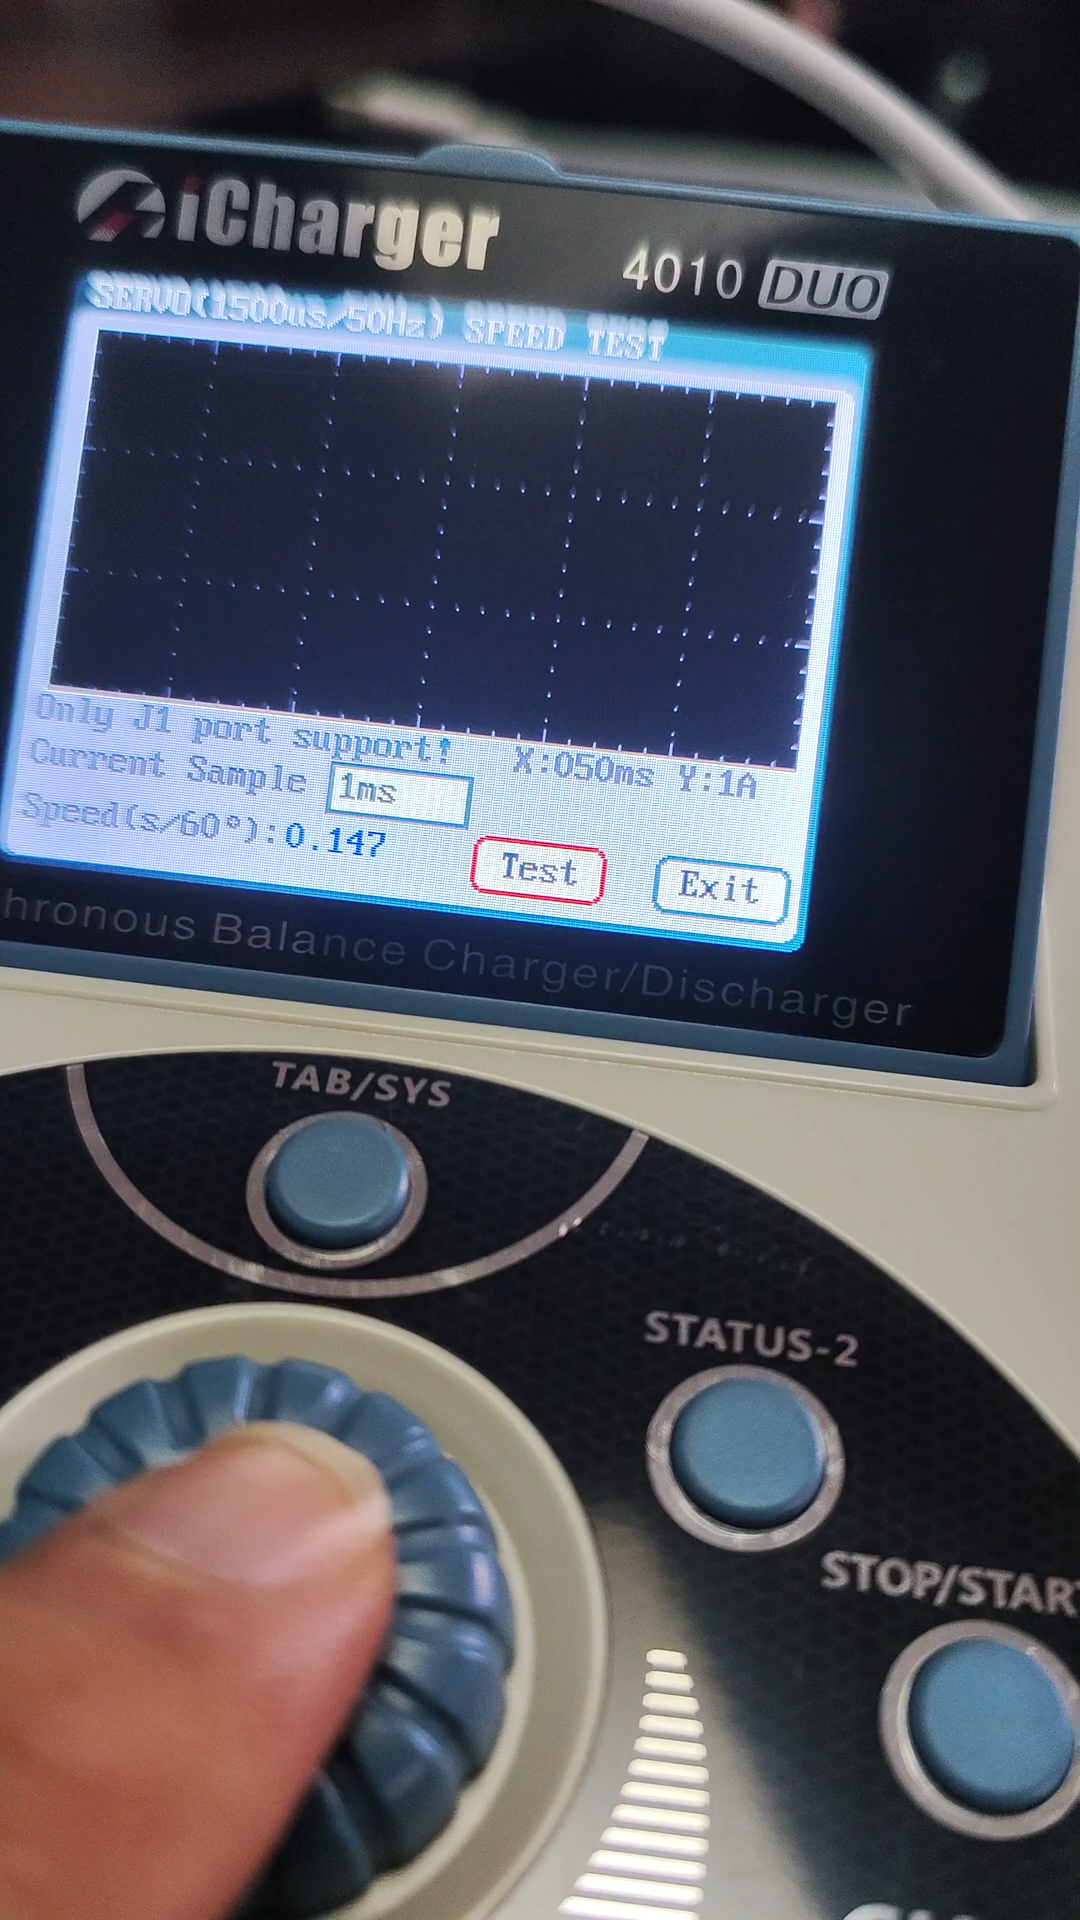 iCharger
4010 DUO
SERVO(1500us/50Hz) SPEED TEST
Only J1 port support! X:050ms Y:1A
Current Sample 1ms
Speed(s/60°):0.147
Test Exit
hronous Balance Charger/Discharger
TAB/SYS
STATUS-2
STOP/START